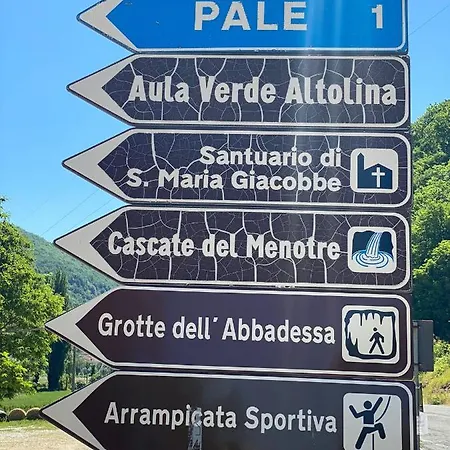 PALE 1
Aula Verde Altolina
Santuario di
S. Maria Giacobbe
Cascate del Menotre
Grotte dell'Abbadessa
Arrampicata Sportiva